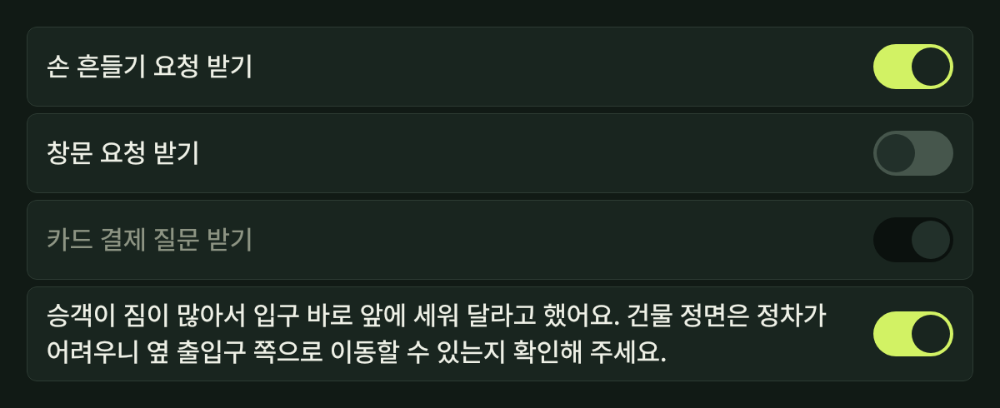 손 흔들기 요청 받기
창문 요청 받기
카드 결제 질문 받기
승객이 짐이 많아서 입구 바로 앞에 세워 달라고 했어요. 건물 정면은 정차가
어려우니 옆 출입구 쪽으로 이동할 수 있는지 확인해 주세요.